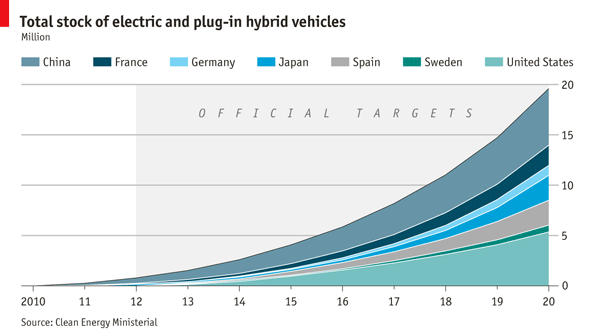 Total stock of electric and plug-in hybrid vehicles
Million
China France Germany Japan Spain Sweden United States
OFFICIAL TARGETS
20
15
10
5
0
2010 11 12 13 14 15 16 17 18 19 20
Source: Clean Energy Ministerial